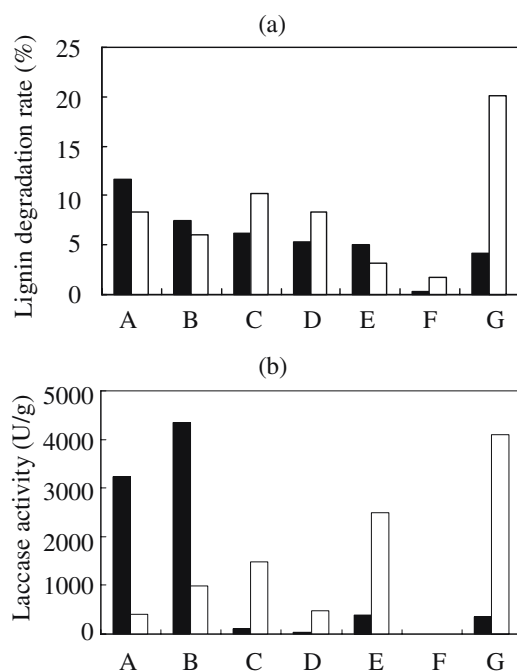 (a)
Lignin degradation rate (%)
25
20
15
10
5
0
A B C D E F G
(b)
Laccase activity (U/g)
5000
4000
3000
2000
1000
0
A B C D E F G